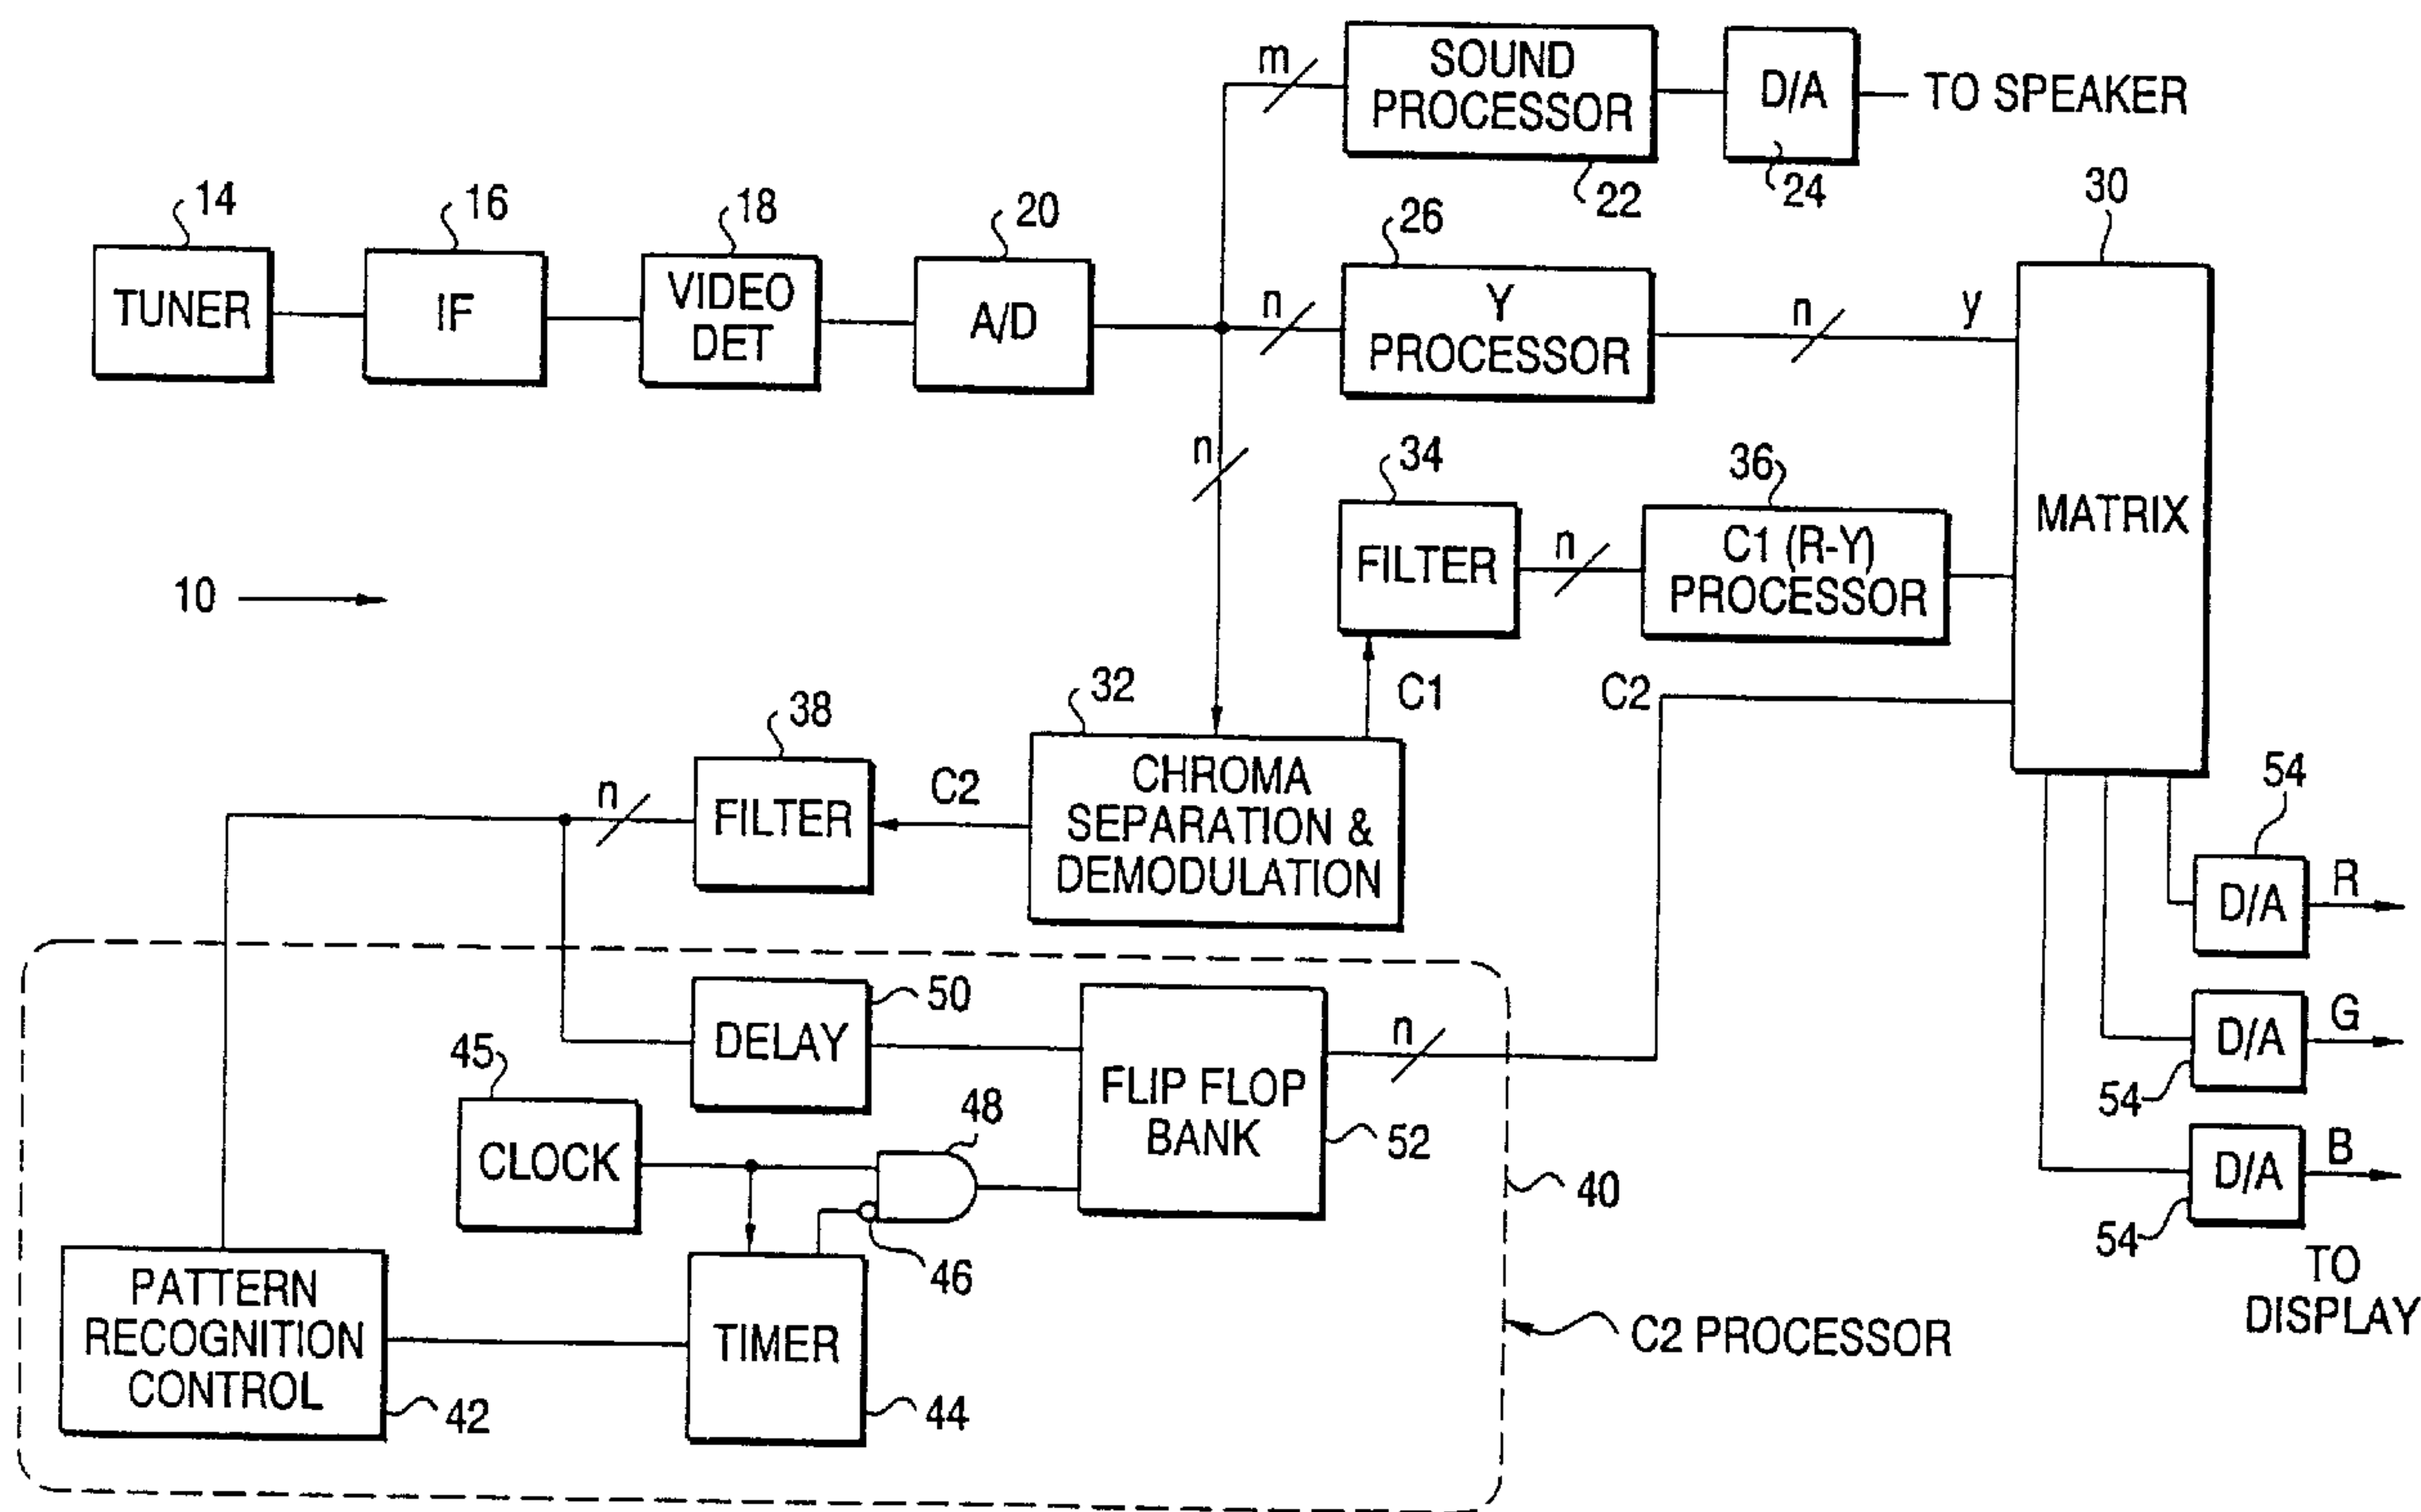 m
SOUND
PROCESSOR
22
D/A
24
TO SPEAKER
14
TUNER
16
IF
18
VIDEO
DET
20
A/D
n
26
Y
PROCESSOR
n
y
30
MATRIX
n
34
FILTER
n
36
C1 (R-Y)
PROCESSOR
10
C1
C2
32
CHROMA
SEPARATION &
DEMODULATION
C2
38
FILTER
n
54
D/A
R
D/A
G
54
D/A
B
54
TO
DISPLAY
50
DELAY
45
CLOCK
48
46
FLIP FLOP
BANK
52
n
40
PATTERN
RECOGNITION
CONTROL
42
TIMER
44
C2 PROCESSOR